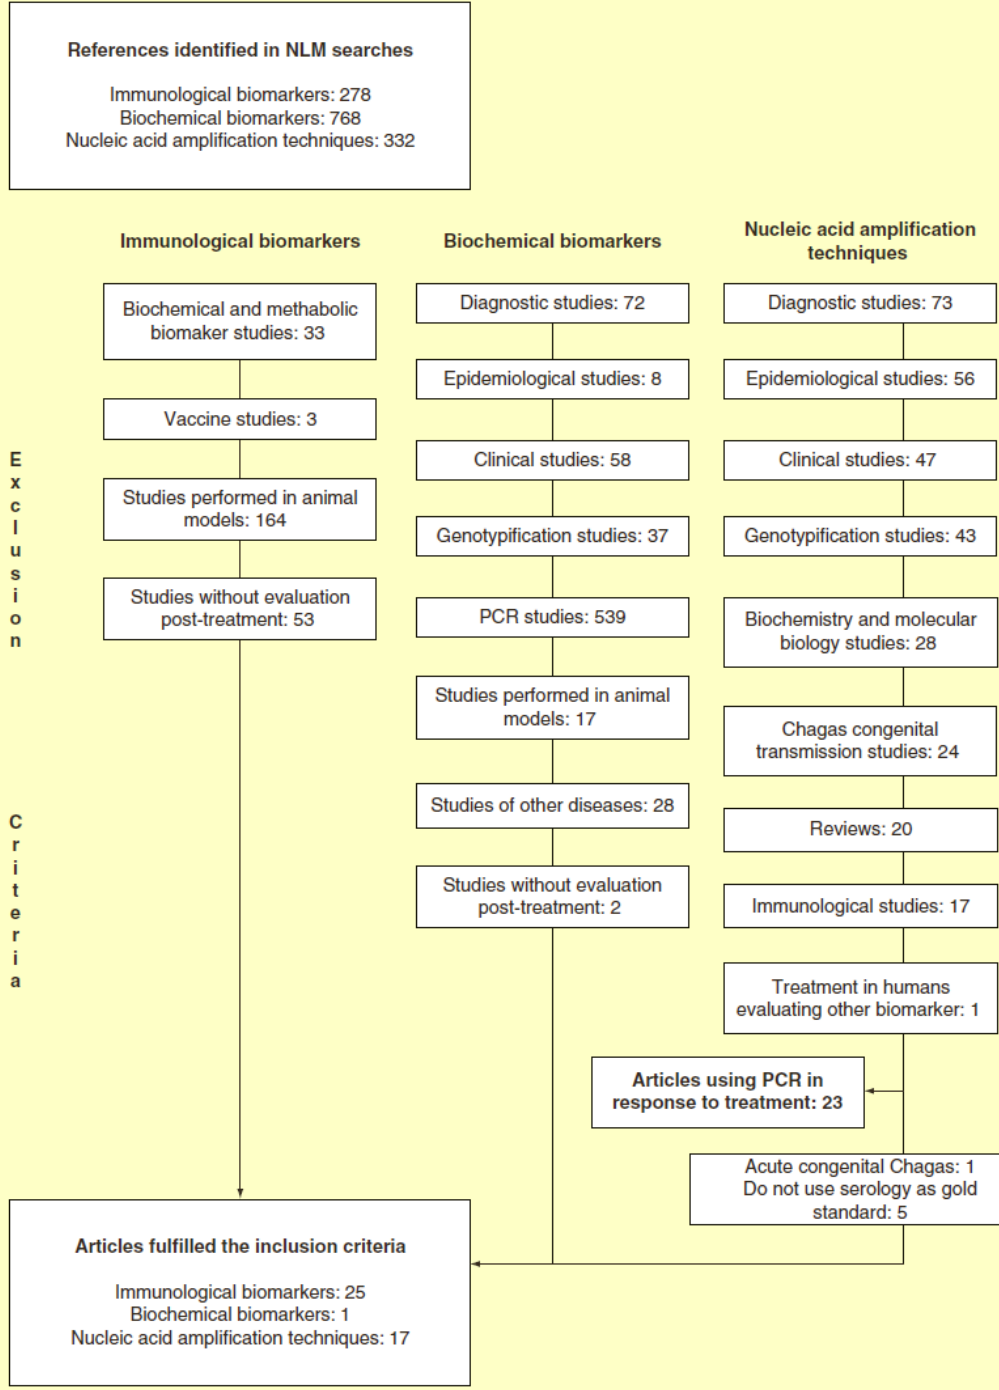 References identified in NLM searches
Immunological biomarkers: 278
Biochemical biomarkers: 768
Nucleic acid amplification techniques: 332
Immunological biomarkers
Biochemical and methabolic
biomaker studies: 33
Vaccine studies: 3
Studies performed in animal
models: 164
Studies without evaluation
post-treatment: 53
Biochemical biomarkers
Diagnostic studies: 72
Epidemiological studies: 8
Clinical studies: 58
Genotypification studies: 37
PCR studies: 539
Studies performed in animal
models: 17
Studies of other diseases: 28
Studies without evaluation
post-treatment: 2
Nucleic acid amplification
techniques
Diagnostic studies: 73
Epidemiological studies: 56
Clinical studies: 47
Genotypification studies: 43
Biochemistry and molecular
biology studies: 28
Chagas congenital
transmission studies: 24
Reviews: 20
Immunological studies: 17
Treatment in humans
evaluating other biomarker: 1
Articles using PCR in
response to treatment: 23
Acute congenital Chagas: 1
Do not use serology as gold
standard: 5
Exclusion
Criteria
Articles fulfilled the inclusion criteria
Immunological biomarkers: 25
Biochemical biomarkers: 1
Nucleic acid amplification techniques: 17